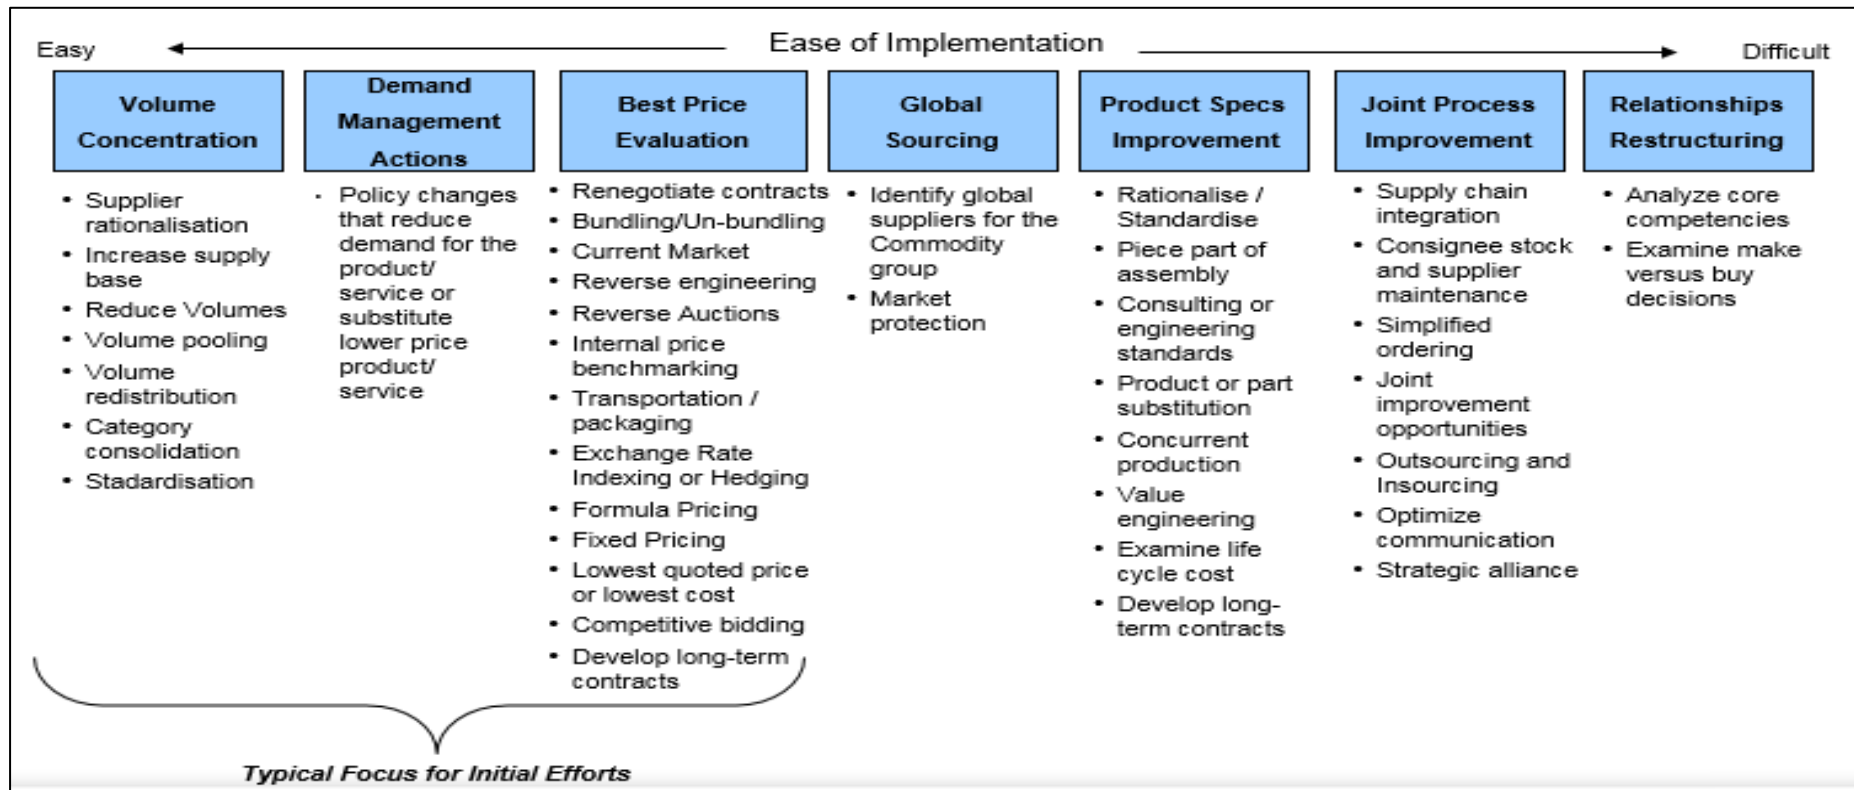 Easy
Ease of Implementation
Difficult
Volume
Concentration
Demand
Management
Actions
Best Price
Evaluation
Global
Sourcing
Product Specs
Improvement
Joint Process
Improvement
Relationships
Restructuring
• Supplier
rationalisation
• Increase supply
base
• Reduce Volumes
• Volume pooling
• Volume
redistribution
• Category
consolidation
• Stadardisation
• Policy changes
that reduce
demand for the
product/
service or
substitute
lower price
product/
service
• Renegotiate contracts
• Bundling/Un-bundling
• Current Market
• Reverse engineering
• Reverse Auctions
• Internal price
benchmarking
• Transportation /
packaging
• Exchange Rate
Indexing or Hedging
• Formula Pricing
• Fixed Pricing
• Lowest quoted price
or lowest cost
• Competitive bidding
• Develop long-term
contracts
• Identify global
suppliers for the
Commodity
group
• Market
protection
• Rationalise /
Standardise
• Piece part of
assembly
• Consulting or
engineering
standards
• Product or part
substitution
• Concurrent
production
• Value
engineering
• Examine life
cycle cost
• Develop long-
term contracts
• Supply chain
integration
• Consignee stock
and supplier
maintenance
• Simplified
ordering
• Joint
improvement
opportunities
• Outsourcing and
Insourcing
• Optimize
communication
• Strategic alliance
• Analyze core
competencies
• Examine make
versus buy
decisions
Typical Focus for Initial Efforts